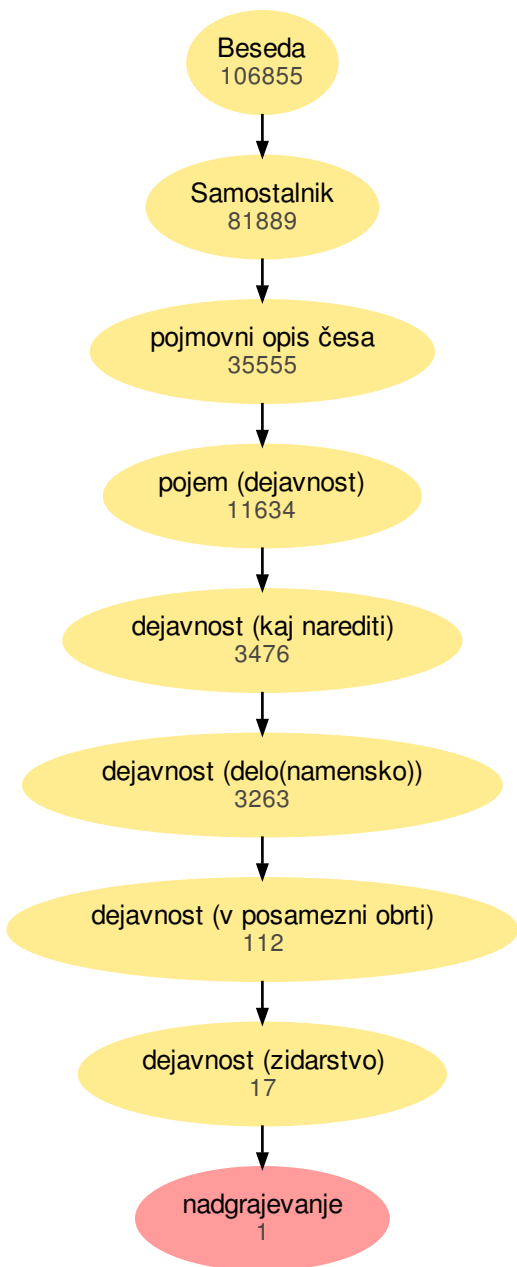 Beseda
106855
Samostalnik
81889
pojmovni opis česa
35555
pojem (dejavnost)
11634
dejavnost (kaj narediti)
3476
dejavnost (delo(namensko))
3263
dejavnost (v posamezni obrti)
112
dejavnost (zidarstvo)
17
nadgrajevanje
1